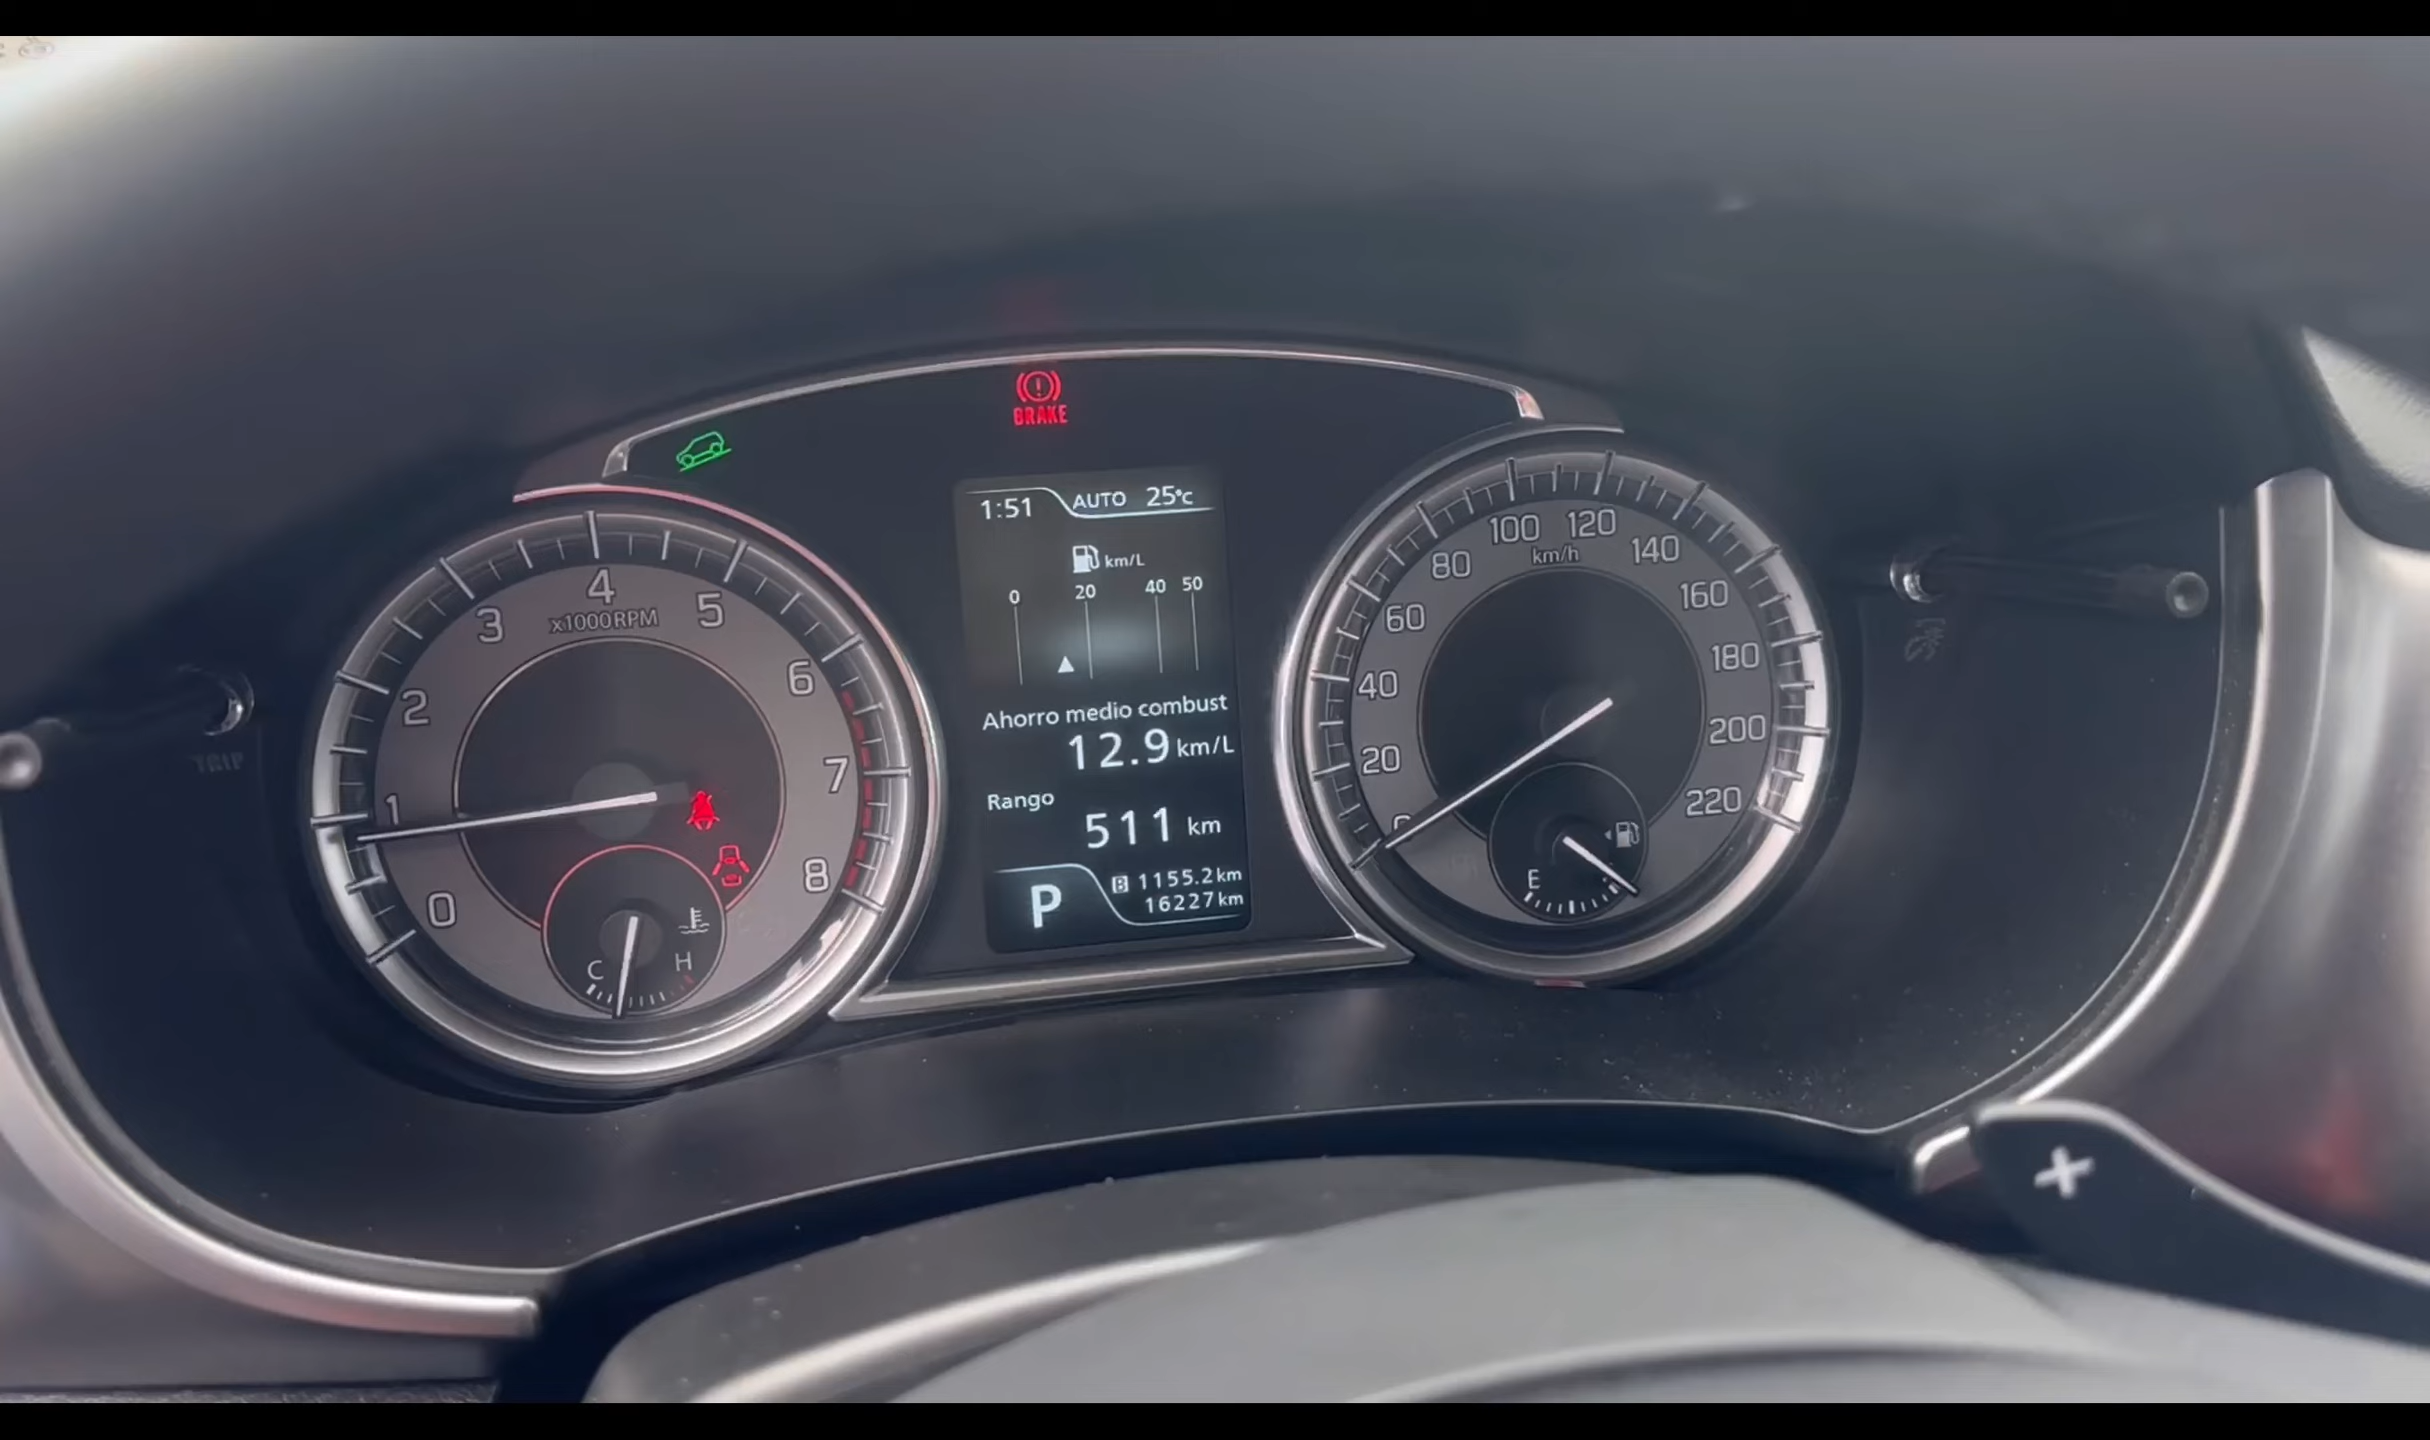 BRAKE
1:51 AUTO 25°c
km/L
0 20 40 50
Ahorro medio combust
12.9 km/L
Rango
511 km
P
B 1155.2 km
16227 km
0 1 2 3 4 5 6 7 8
x1000RPM
C H
0 20 40 60 80 100 120 140 160 180 200 220
km/h
E
TRIP
+